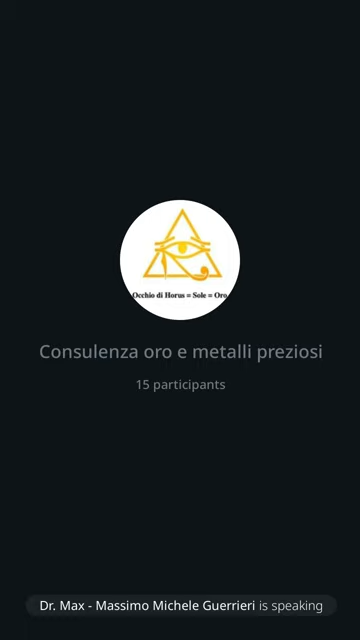 Occhio di Horus = Sole = Oro
Consulenza oro e metalli preziosi
15 participants
Dr. Max - Massimo Michele Guerrieri is speaking